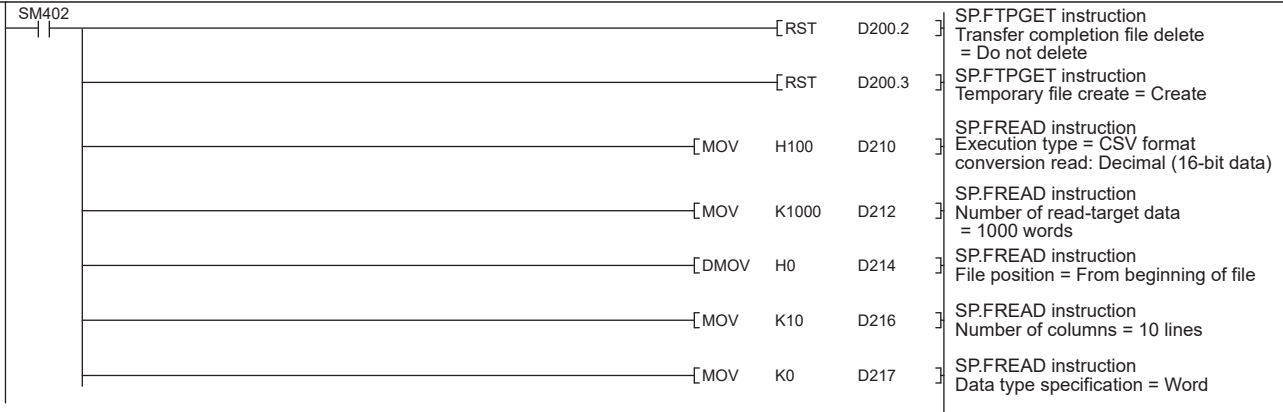 SM402
RST D200.2
SP.FTPGET instruction
Transfer completion file delete
= Do not delete
RST D200.3
SP.FTPGET instruction
Temporary file create = Create
MOV H100 D210
SP.FREAD instruction
Execution type = CSV format
conversion read: Decimal (16-bit data)
MOV K1000 D212
SP.FREAD instruction
Number of read-target data
= 1000 words
DMOV H0 D214
SP.FREAD instruction
File position = From beginning of file
MOV K10 D216
SP.FREAD instruction
Number of columns = 10 lines
MOV K0 D217
SP.FREAD instruction
Data type specification = Word